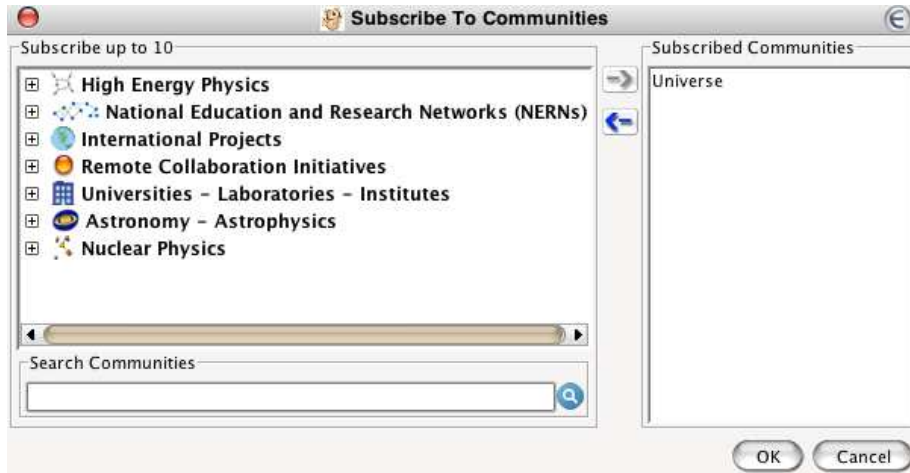 Subscribe To Communities
Subscribe up to 10
High Energy Physics
National Education and Research Networks (NERNs)
International Projects
Remote Collaboration Initiatives
Universities – Laboratories – Institutes
Astronomy – Astrophysics
Nuclear Physics
Search Communities
Subscribed Communities
Universe
OK
Cancel